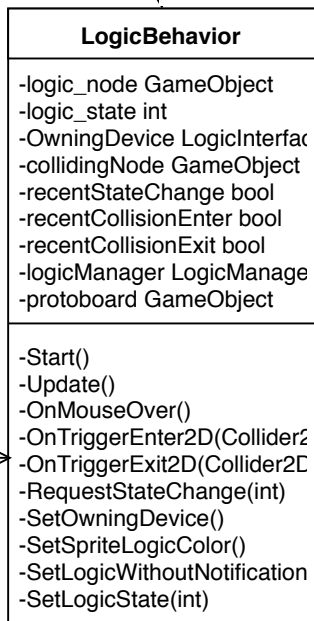 LogicBehavior
-logic_node GameObject
-logic_state int
-OwningDevice LogicInterfac
-collidingNode GameObject
-recentStateChange bool
-recentCollisionEnter bool
-recentCollisionExit bool
-logicManager LogicManage
-protoboard GameObject
-Start()
-Update()
-OnMouseOver()
-OnTriggerEnter2D(Collider2
-OnTriggerExit2D(Collider2D
-RequestStateChange(int)
-SetOwningDevice()
-SetSpriteLogicColor()
-SetLogicWithoutNotification
-SetLogicState(int)